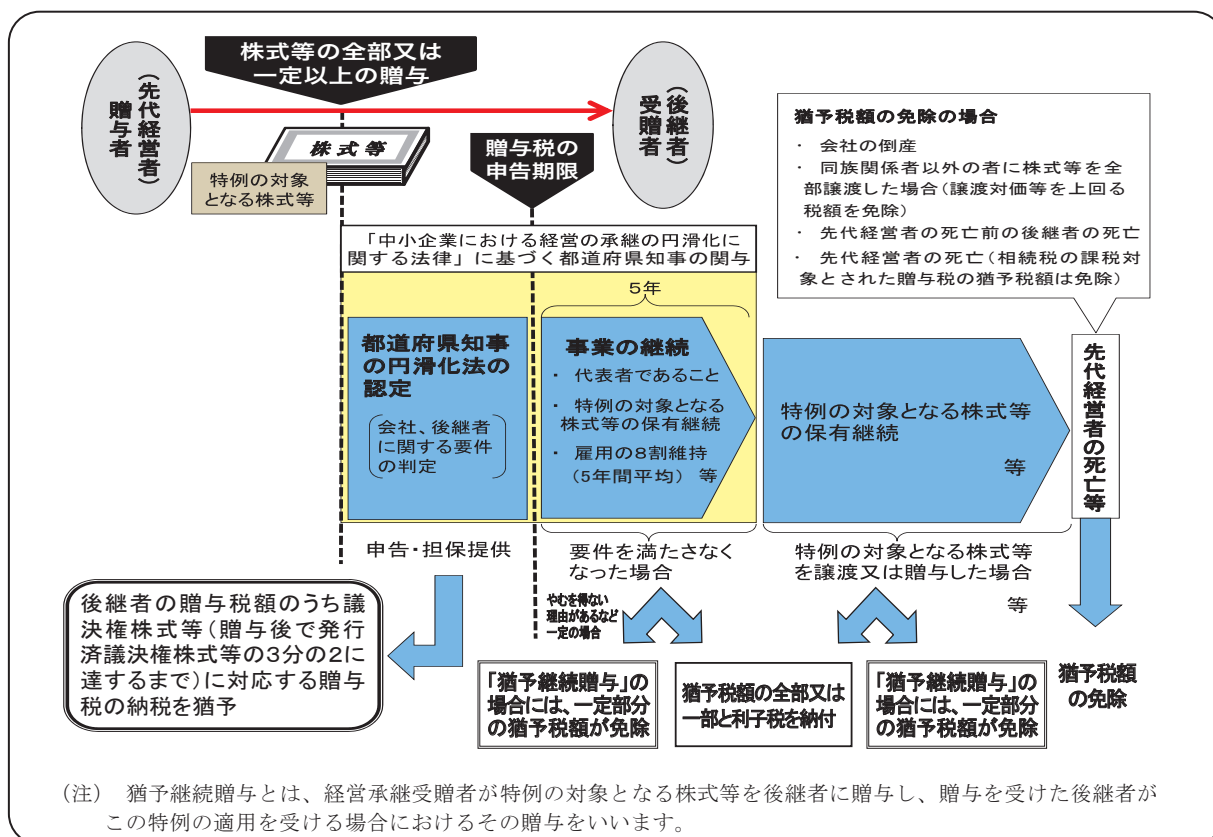 株式等の全部又は
一定以上の贈与
贈与者
（先代経営者）
受贈者
（後継者）
株式等
特例の対象
となる株式等
贈与税の
申告期限
猶予税額の免除の場合
・ 会社の倒産
・ 同族関係者以外の者に株式等を全
部譲渡した場合（譲渡対価等を上回る
税額を免除）
・ 先代経営者の死亡前の後継者の死亡
・ 先代経営者の死亡（相続税の課税対
象とされた贈与税の猶予税額は免除）
「中小企業における経営の承継の円滑化に
関する法律」に基づく都道府県知事の関与
5年
都道府県知事
の円滑化法の
認定
会社、後継者
に関する要件
の判定
事業の継続
・ 代表者であること
・ 特例の対象となる
株式等の保有継続
・ 雇用の8割維持
（5年間平均） 等
特例の対象となる株式等
の保有継続
等
先代経営者の死亡等
申告・担保提供
要件を満たさなく
なった場合
特例の対象となる株式等
を譲渡又は贈与した場合
等
やむを得ない
理由があるなど
一定の場合
後継者の贈与税額のうち議
決権株式等（贈与後で発行
済議決権株式等の3分の2に
達するまで）に対応する贈与
税の納税を猶予
「猶予継続贈与」の
場合には、一定部分
の猶予税額が免除
猶予税額の全部又は
一部と利子税を納付
「猶予継続贈与」の
場合には、一定部分
の猶予税額が免除
猶予税額
の免除
（注） 猶予継続贈与とは、経営承継受贈者が特例の対象となる株式等を後継者に贈与し、贈与を受けた後継者が
この特例の適用を受ける場合におけるその贈与をいいます。